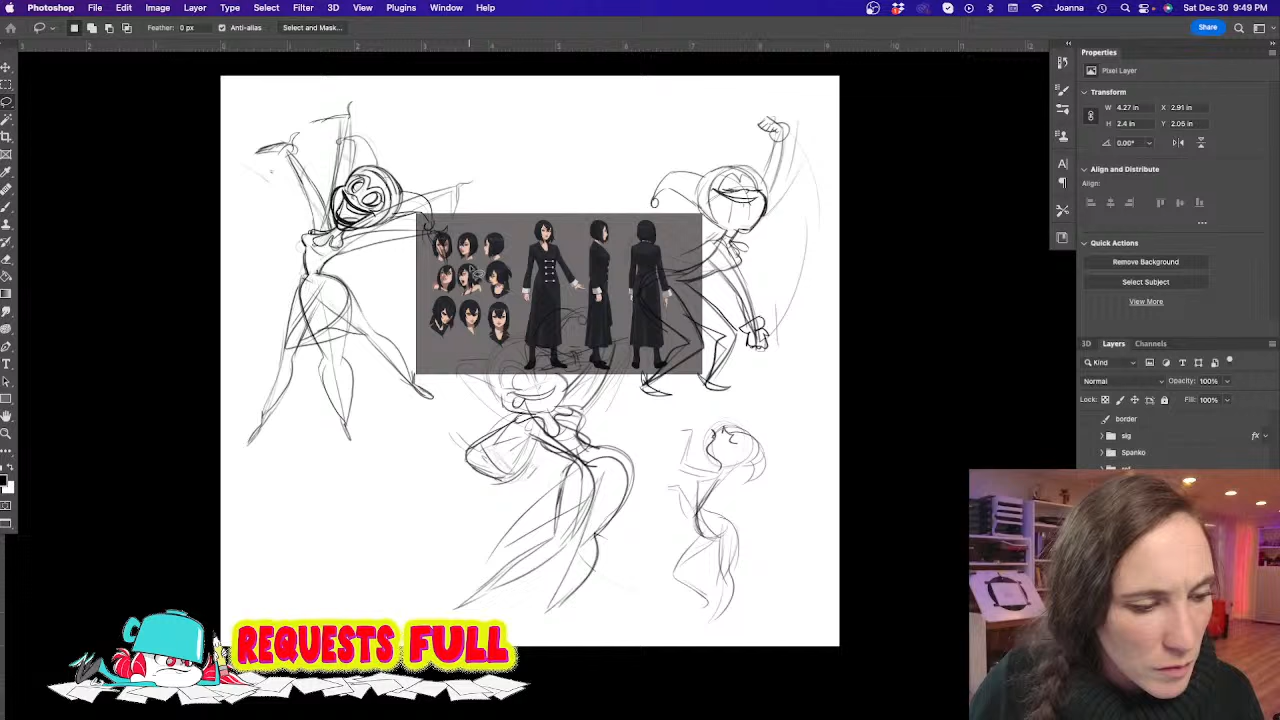 Photoshop File Edit Image Layer Type Select Filter 3D View Plugins Window Help Joanna Sat Dec 30 9:49 PM
Feather: 0 px Anti-alias Select and Mask... Share
Properties
Pixel Layer
Transform
W 4.27 in X 2.91 in
H 2.4 in Y 2.05 in
0.00°
Align and Distribute
Align:
Quick Actions
Remove Background
Select Subject
View More
3D Layers Channels
Kind
Normal Opacity: 100%
Lock: Fill: 100%
border
sig fx
Spanko
REQUESTS FULL